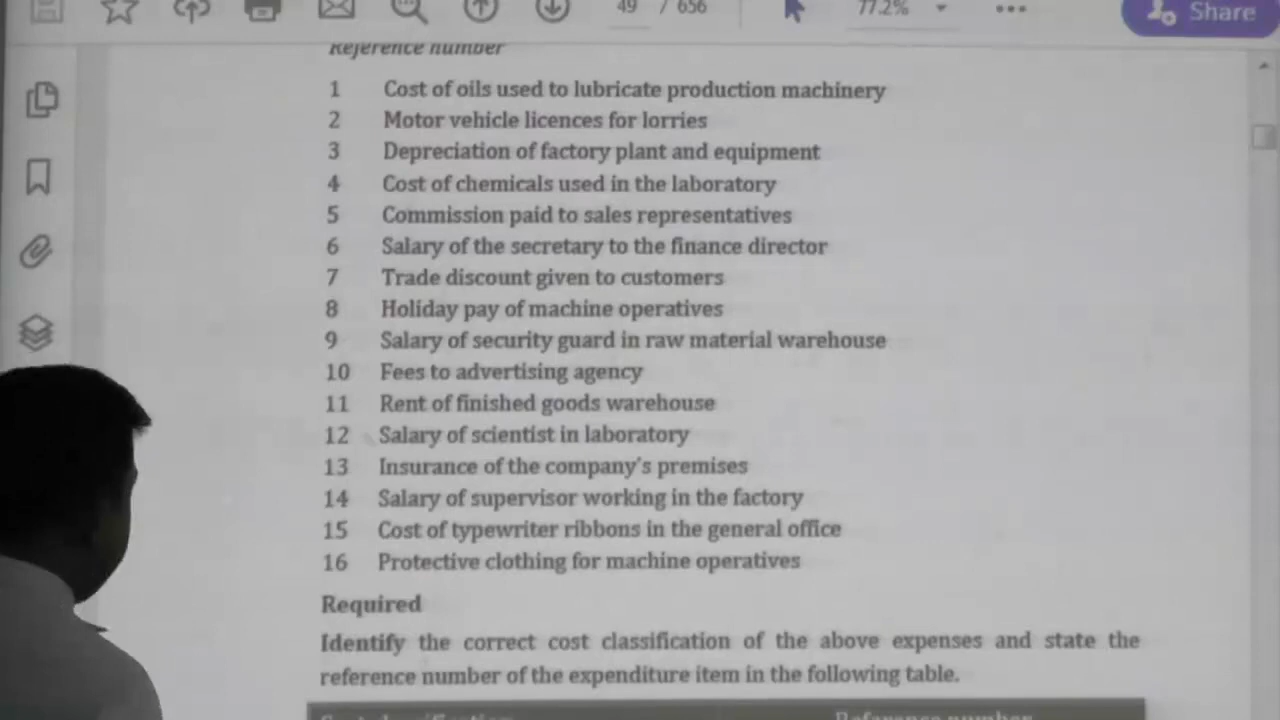 49 / 656
77.2%
Share
Reference number
1 Cost of oils used to lubricate production machinery
2 Motor vehicle licences for lorries
3 Depreciation of factory plant and equipment
4 Cost of chemicals used in the laboratory
5 Commission paid to sales representatives
6 Salary of the secretary to the finance director
7 Trade discount given to customers
8 Holiday pay of machine operatives
9 Salary of security guard in raw material warehouse
10 Fees to advertising agency
11 Rent of finished goods warehouse
12 Salary of scientist in laboratory
13 Insurance of the company's premises
14 Salary of supervisor working in the factory
15 Cost of typewriter ribbons in the general office
16 Protective clothing for machine operatives
Required
Identify the correct cost classification of the above expenses and state the
reference number of the expenditure item in the following table.
Reference number